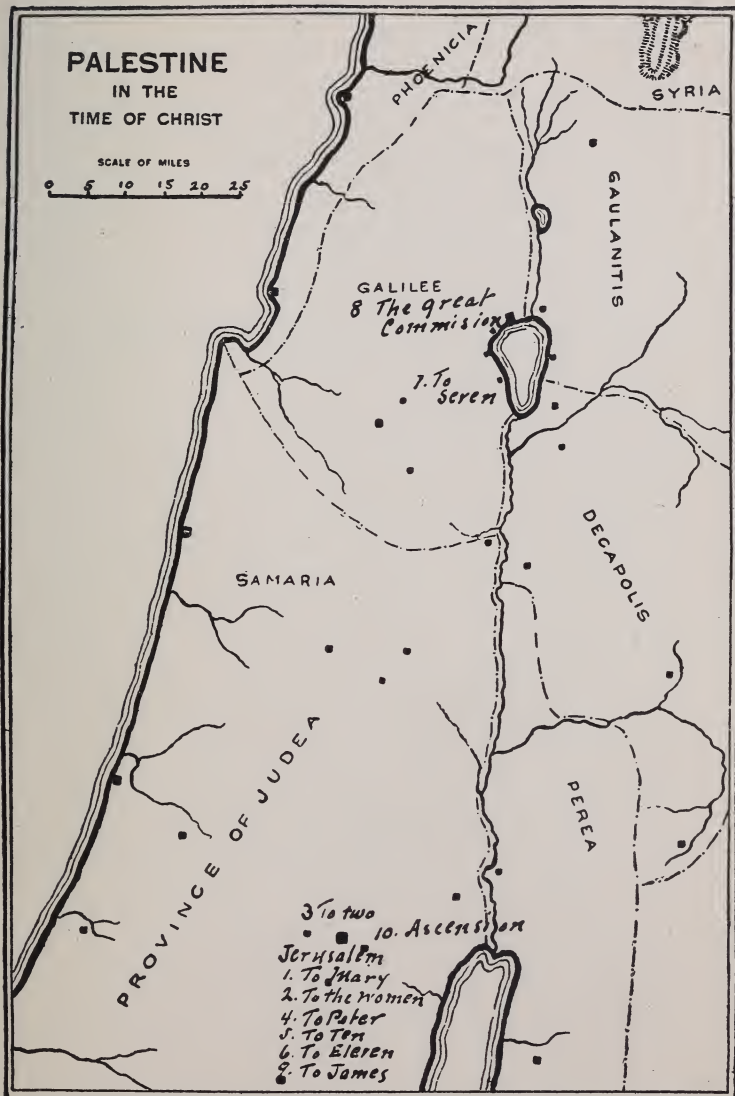 PALESTINE
IN THE
TIME OF CHRIST
SCALE OF MILES
0 5 10 15 20 25
PHOENICIA
SYRIA
GAULANITIS
GALILEE
8 The great
Commision
7. To
Seven
DECAPOLIS
SAMARIA
PROVINCE OF JUDEA
PEREA
3 To two
10. Ascension
Jerusalem
1. To Mary
2. To the women
4. To Peter
5. To Ten
6. To Eleven
9. To James